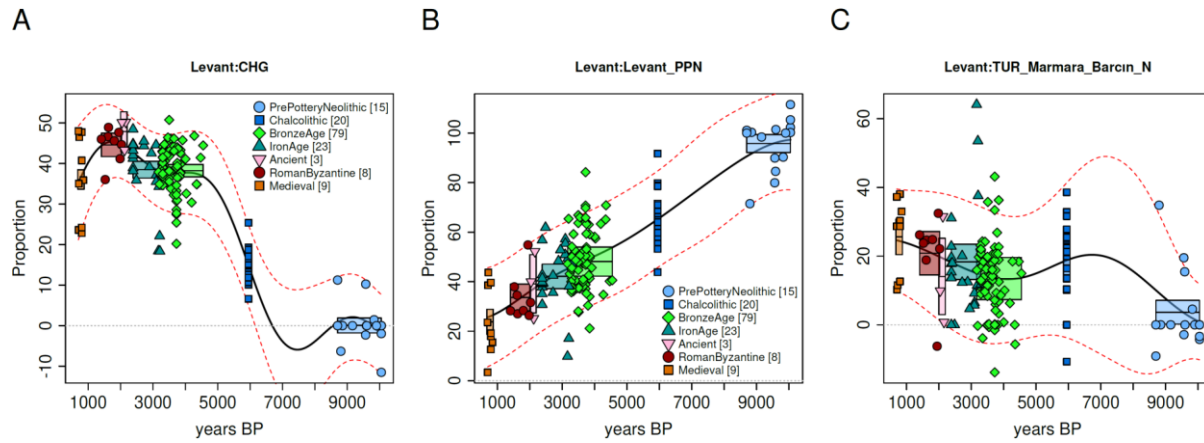 A
Levant:CHG
Proportion
50
40
30
20
10
0
-10
PrePotteryNeolithic [15]
Chalcolithic [20]
BronzeAge [79]
IronAge [23]
Ancient [3]
RomanByzantine [8]
Medieval [9]
1000 3000 5000 7000 9000
years BP
B
Levant:Levant_PPN
Proportion
100
80
60
40
20
0
PrePotteryNeolithic [15]
Chalcolithic [20]
BronzeAge [79]
IronAge [23]
Ancient [3]
RomanByzantine [8]
Medieval [9]
1000 3000 5000 7000 9000
years BP
C
Levant:TUR_Marmara_Barcın_N
Proportion
60
40
20
0
1000 3000 5000 7000 9000
years BP